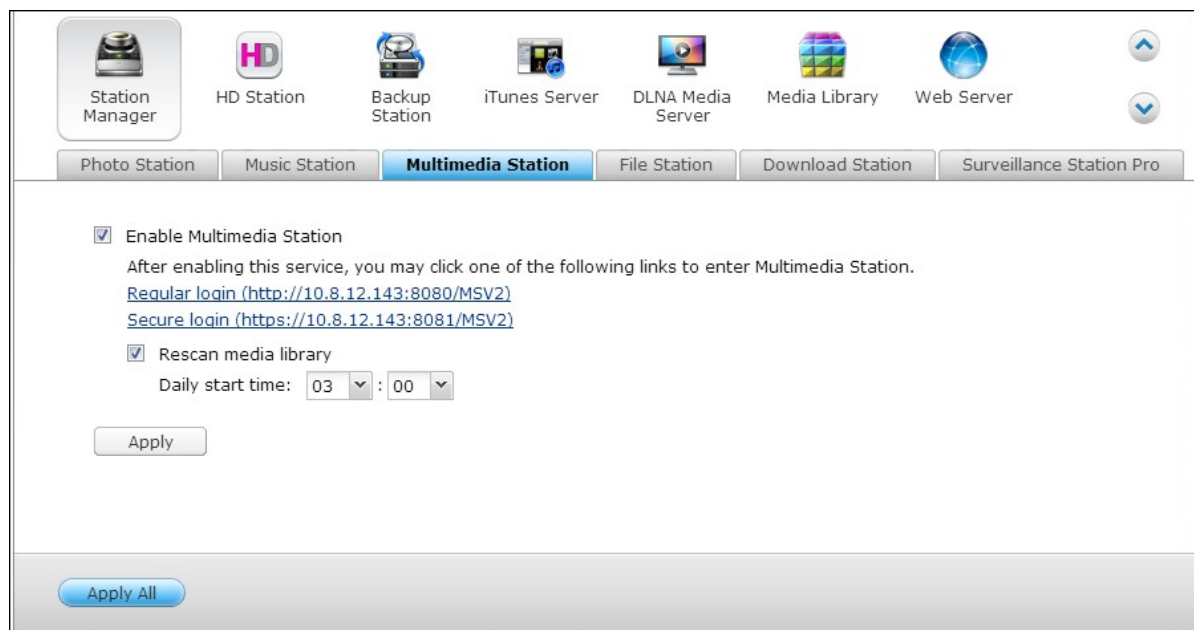 HD
Station Manager
HD Station
Backup Station
iTunes Server
DLNA Media Server
Media Library
Web Server
Photo Station
Music Station
Multimedia Station
File Station
Download Station
Surveillance Station Pro
Enable Multimedia Station
After enabling this service, you may click one of the following links to enter Multimedia Station.
Regular login (http://10.8.12.143:8080/MSV2)
Secure login (https://10.8.12.143:8081/MSV2)
Rescan media library
Daily start time: 03 : 00
Apply
Apply All